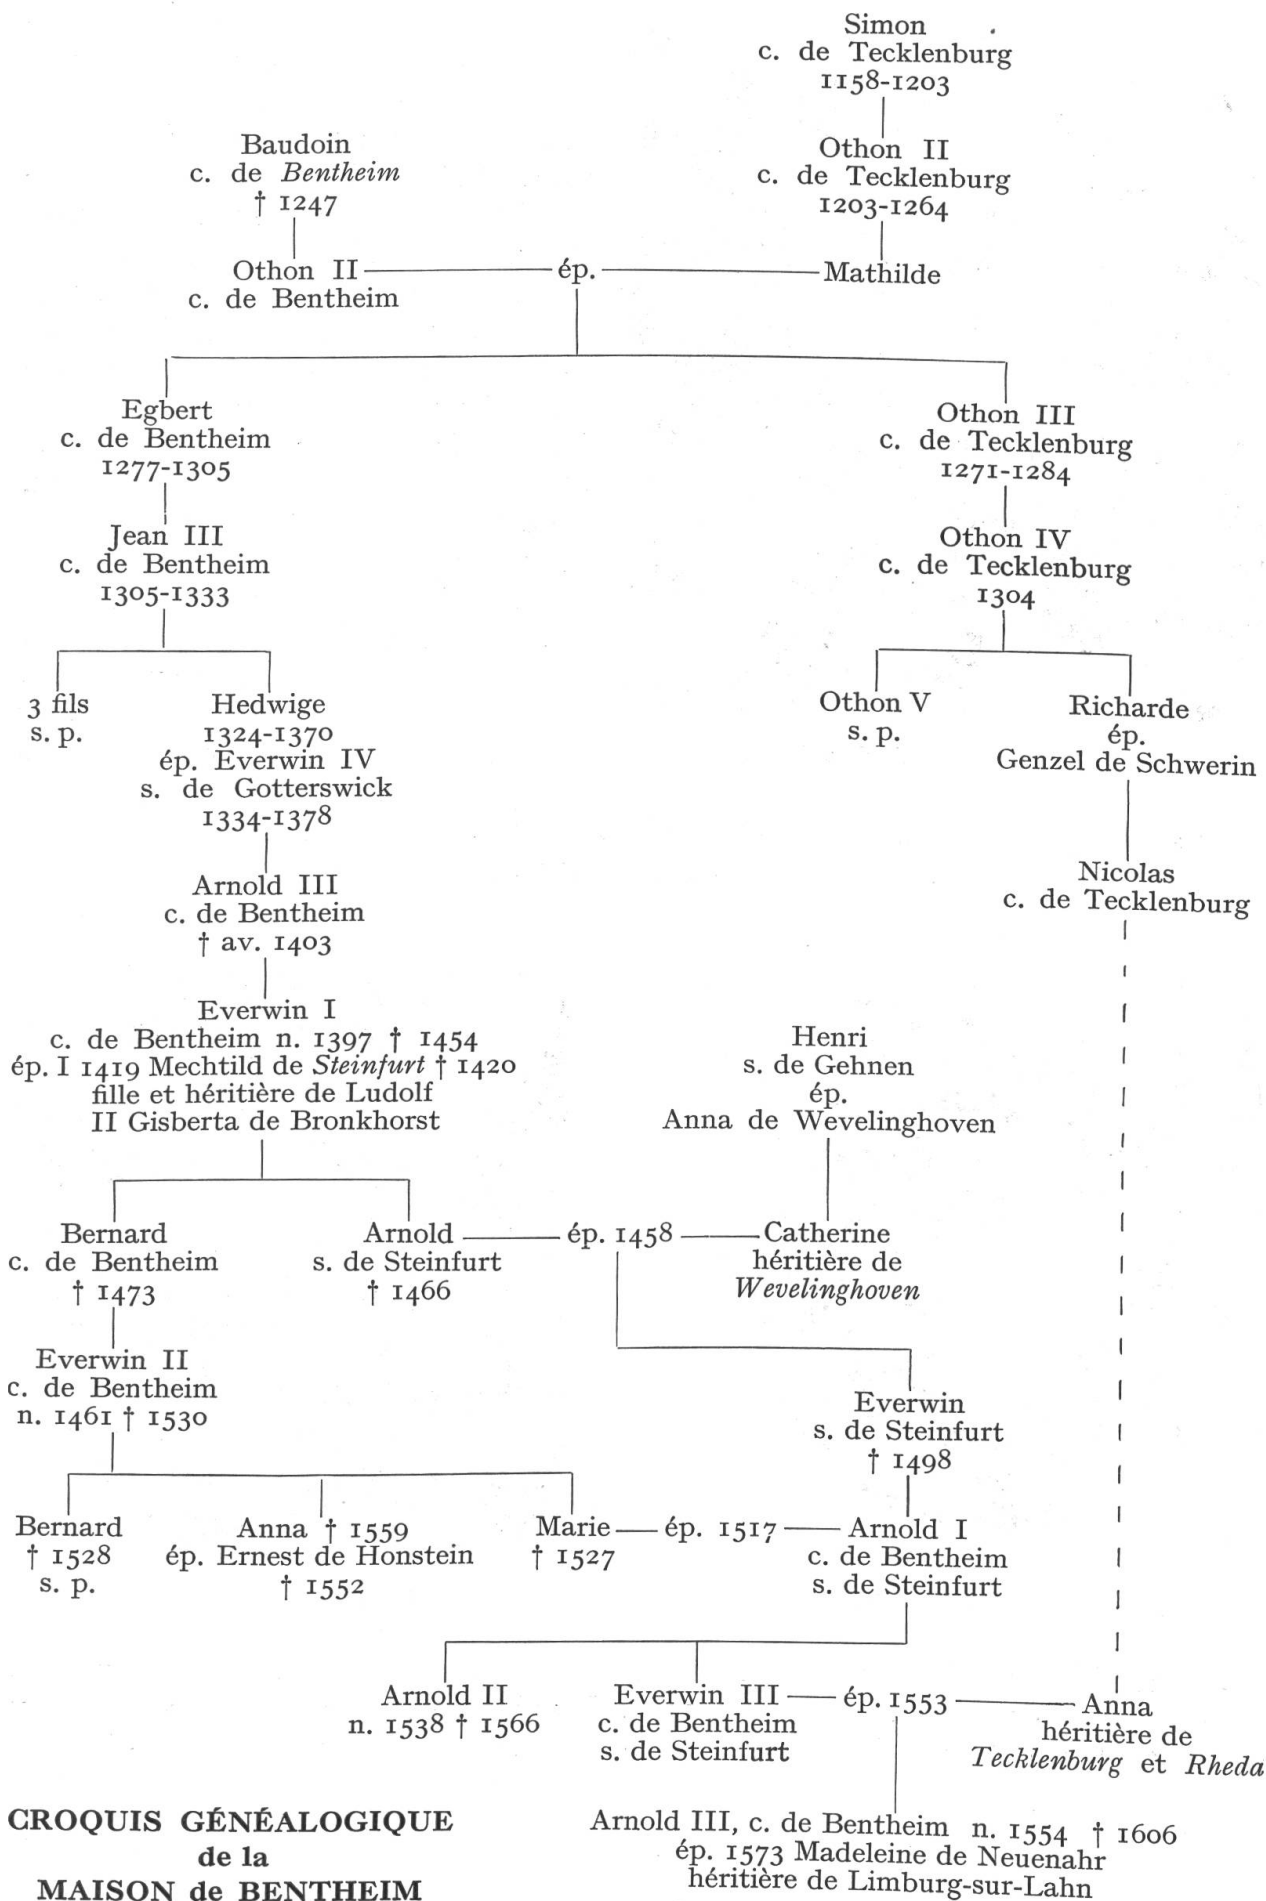 Simon
c. de Tecklenburg
1158-1203
Baudoin
c. de Bentheim
† 1247
Othon II
c. de Tecklenburg
1203-1264
Othon II
c. de Bentheim
ép.
Mathilde
Egbert
c. de Bentheim
1277-1305
Othon III
c. de Tecklenburg
1271-1284
Jean III
c. de Bentheim
1305-1333
Othon IV
c. de Tecklenburg
1304
3 fils
s. p.
Hedwige
1324-1370
ép. Everwin IV
s. de Gotterswick
1334-1378
Othon V
s. p.
Richarde
ép.
Genzel de Schwerin
Arnold III
c. de Bentheim
† av. 1403
Nicolas
c. de Tecklenburg
Everwin I
c. de Bentheim n. 1397 † 1454
ép. I 1419 Mechtild de Steinfurt † 1420
fille et héritière de Ludolf
II Gisberta de Bronkhorst
Henri
s. de Gehnen
ép.
Anna de Wevelinghoven
Bernard
c. de Bentheim
† 1473
Arnold
s. de Steinfurt
† 1466
ép. 1458
Catherine
héritière de
Wevelinghoven
Everwin II
c. de Bentheim
n. 1461 † 1530
Everwin
s. de Steinfurt
† 1498
Bernard
† 1528
s. p.
Anna † 1559
ép. Ernest de Honstein
† 1552
Marie
† 1527
ép. 1517
Arnold I
c. de Bentheim
s. de Steinfurt
Arnold II
n. 1538 † 1566
Everwin III
c. de Bentheim
s. de Steinfurt
ép. 1553
Anna
héritière de
Tecklenburg et Rheda
Arnold III, c. de Bentheim n. 1554 † 1606
ép. 1573 Madeleine de Neuenahr
héritière de Limburg-sur-Lahn
CROQUIS GÉNÉALOGIQUE
de la
MAISON de BENTHEIM